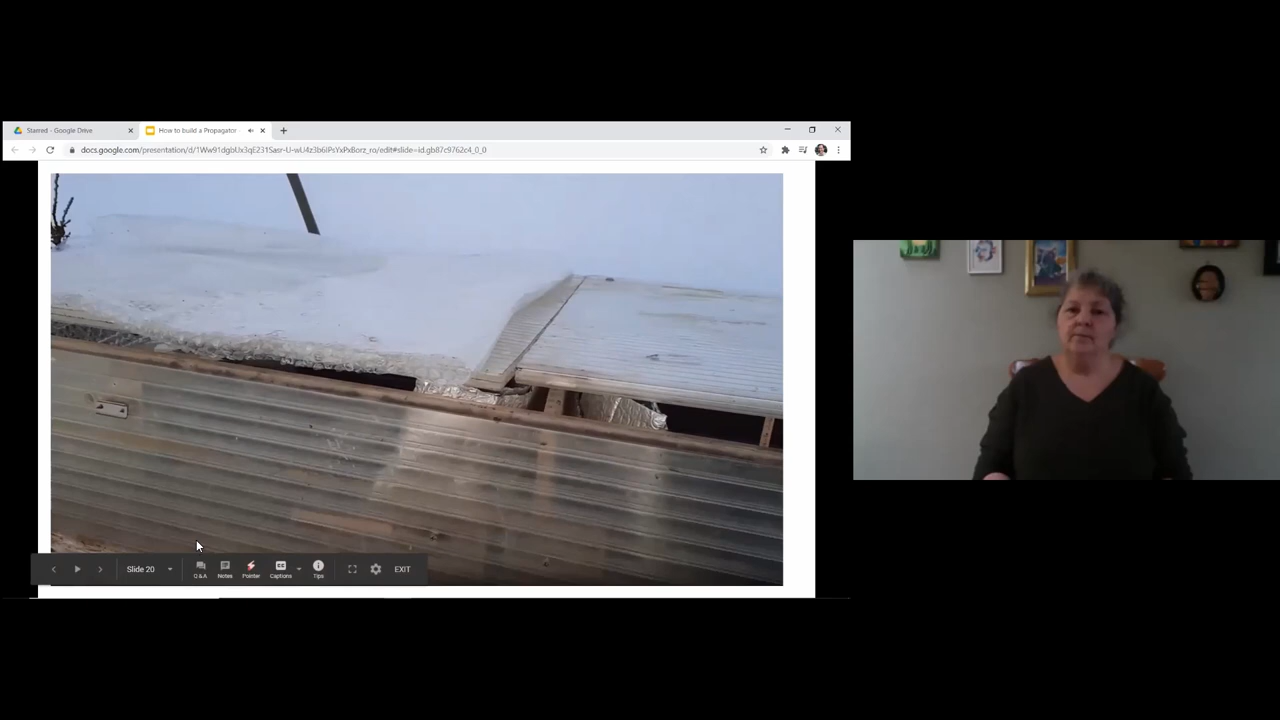 Starred - Google Drive
How to build a Propagator
docs.google.com/presentation/d/1Ww91dgbUx3qE231Sasr-U-wU4z3b6iPsYxPxBorz_ro/edit#slide=id.gb87c9762c4_0_0
Slide 20
Q & A
Notes
Pointer
Captions
Tips
EXIT